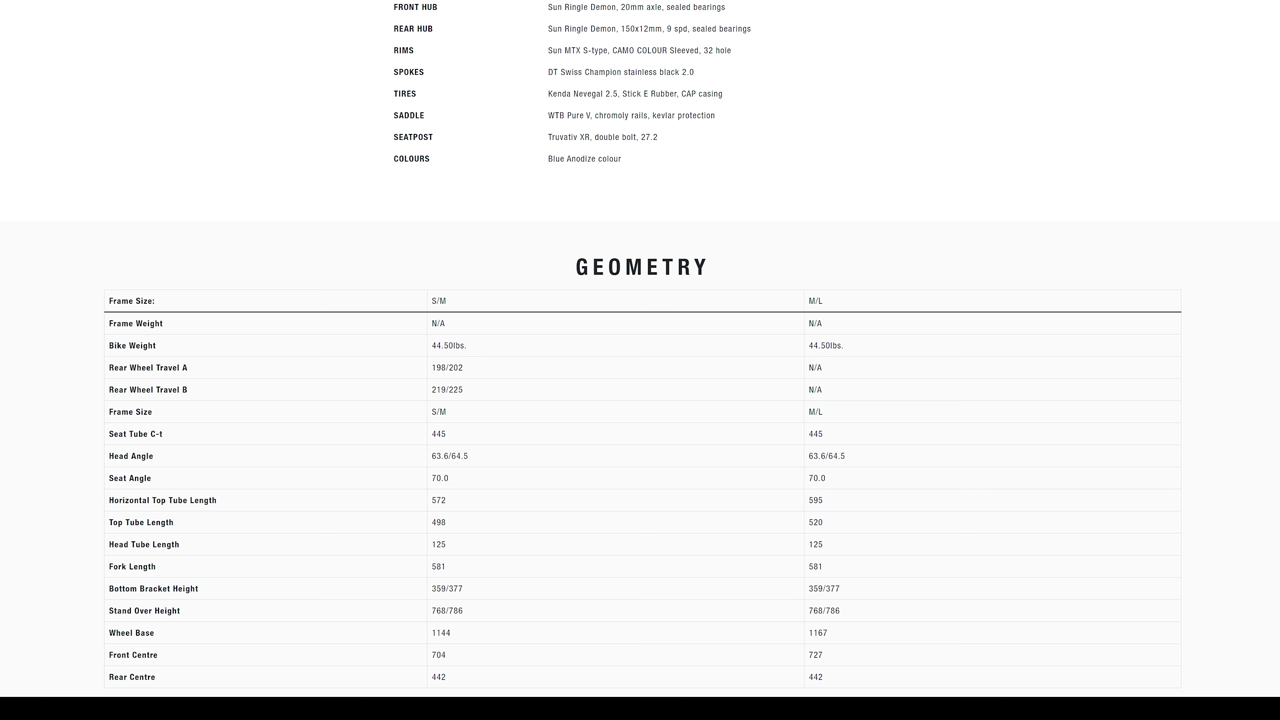 FRONT HUB Sun Ringle Demon, 20mm axle, sealed bearings
REAR HUB Sun Ringle Demon, 150x12mm, 9 spd, sealed bearings
RIMS Sun MTX S-type, CAMO COLOUR Sleeved, 32 hole
SPOKES DT Swiss Champion stainless black 2.0
TIRES Kenda Nevegal 2.5, Stick E Rubber, CAP casing
SADDLE WTB Pure V, chromoly rails, kevlar protection
SEATPOST Truvativ XR, double bolt, 27.2
COLOURS Blue Anodize colour
GEOMETRY
Frame Size: S/M M/L
Frame Weight N/A N/A
Bike Weight 44.50lbs. 44.50lbs.
Rear Wheel Travel A 198/202 N/A
Rear Wheel Travel B 219/225 N/A
Frame Size S/M M/L
Seat Tube C-t 445 445
Head Angle 63.6/64.5 63.6/64.5
Seat Angle 70.0 70.0
Horizontal Top Tube Length 572 595
Top Tube Length 498 520
Head Tube Length 125 125
Fork Length 581 581
Bottom Bracket Height 359/377 359/377
Stand Over Height 768/786 768/786
Wheel Base 1144 1167
Front Centre 704 727
Rear Centre 442 442